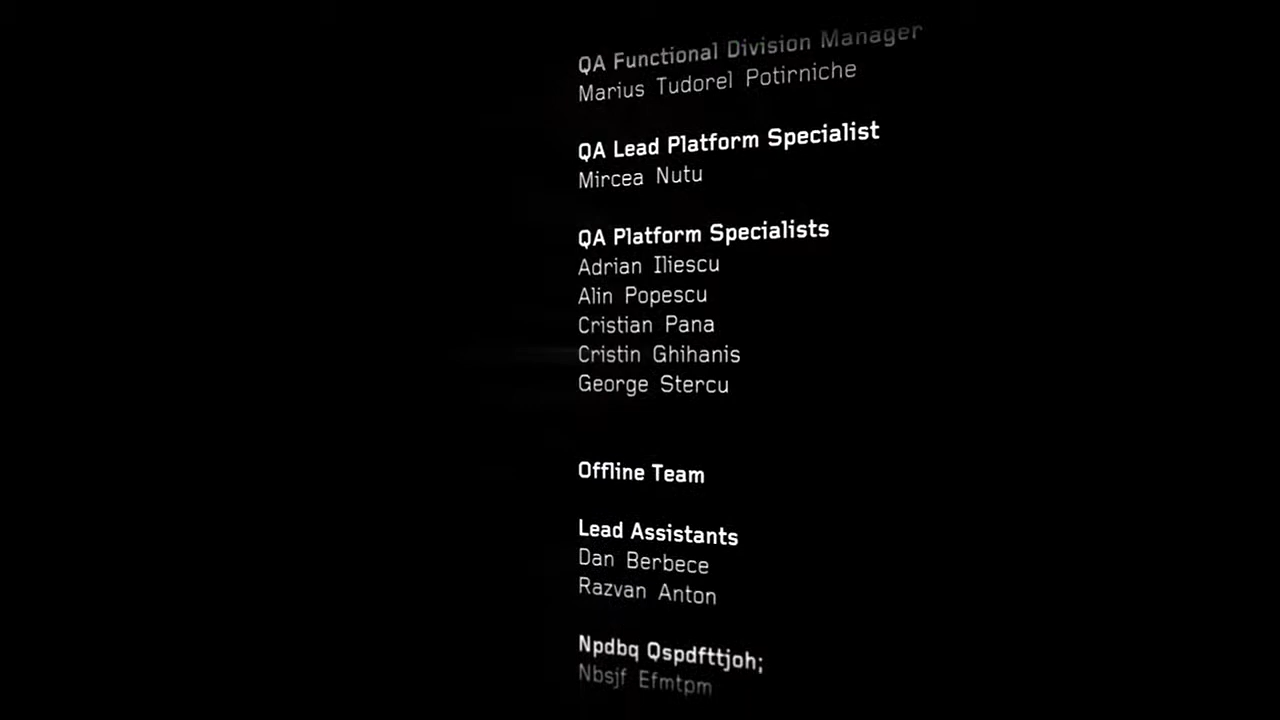 QA Functional Division Manager
Marius Tudorel Potirniche
QA Lead Platform Specialist
Mircea Nutu
QA Platform Specialists
Adrian Iliescu
Alin Popescu
Cristian Pana
Cristin Ghihanis
George Stercu
Offline Team
Lead Assistants
Dan Berbece
Razvan Anton
Npdbq Qspdfttjoh;
Nbsjf Efmtpm